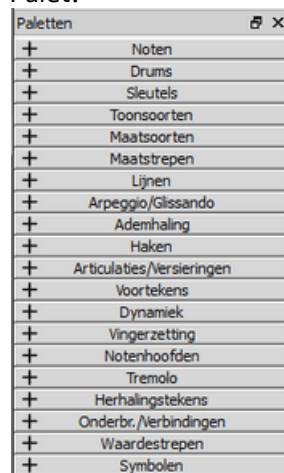 Paletten
Noten
Drums
Sleutels
Toonsoorten
Maatsoorten
Maatstrepen
Lijnen
Arpeggio/Glissando
Ademhaling
Haken
Articulaties/Versieringen
Voortekens
Dynamiek
Vingerzetting
Notenhoofden
Tremolo
Herhalingstekens
Onderbr./Verbindingen
Waardestrepen
Symbolen